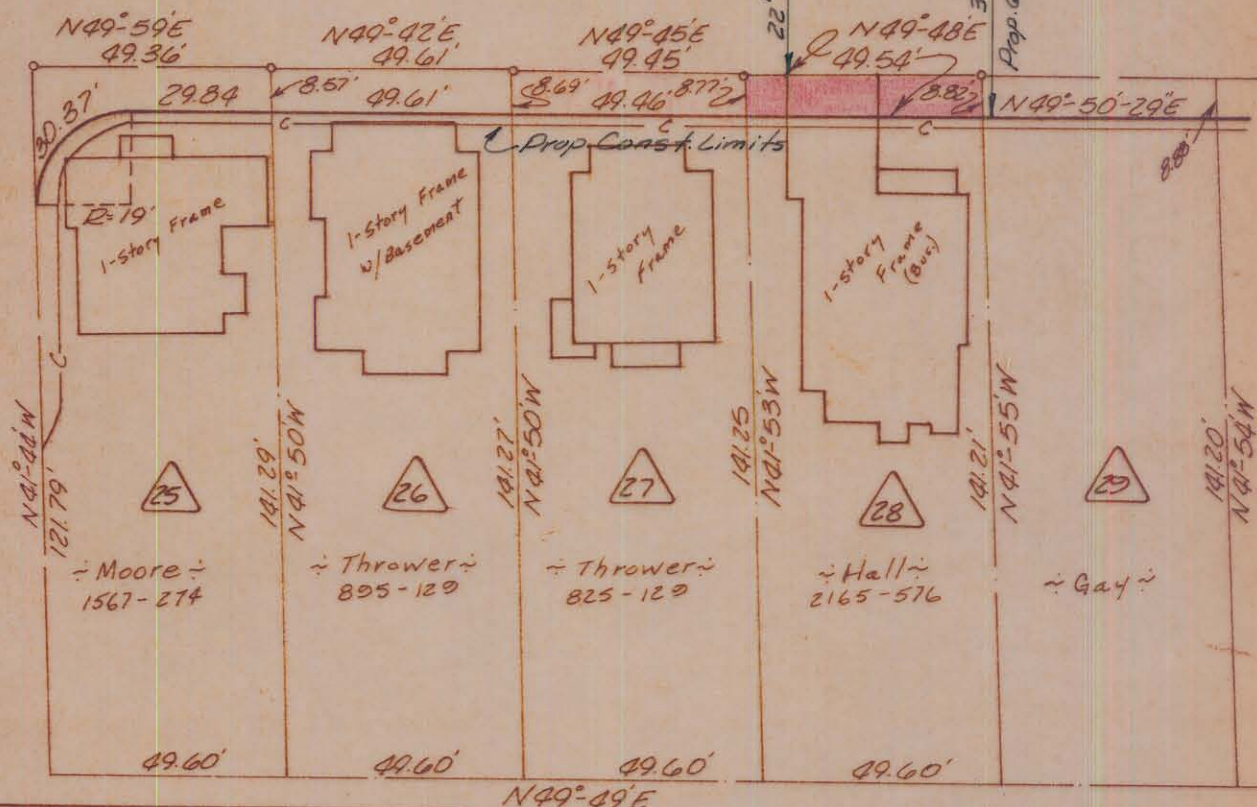 22'
3
Prop.
N49°-59'E
49.36'
N49°-42'E
49.61'
N49°-45'E
49.45'
N49°-48'E
49.54'
30.37'
29.84
8.57'
49.61'
8.69'
49.46'
8.77'
8.82'
N49°-50'-29"E
8.88'
C
C
C
Prop Const. Limits
R=19'
1-Story Frame
1-Story Frame
w/Basement
1-Story
Frame
1-Story
Frame
(Bus.)
C
N41°-44'W
121.79'
141.29'
N41°50'W
141.27'
N41°50'W
141.25
N41°-53'W
141.21'
N41°-55'W
141.20'
N41°-54'W
25
26
27
28
29
~Moore~
1567-274
~Thrower~
895-129
~Thrower~
825-129
~Hall~
2165-576
~Gay~
49.60'
49.60'
49.60'
49.60'
N49°-49'E